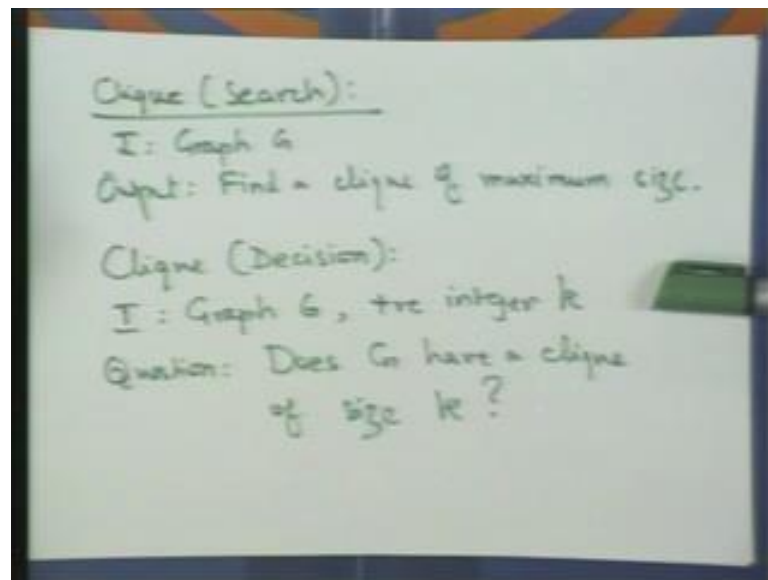 Clique (Search):
I: Graph G
Output: Find a clique of maximum size.
Clique (Decision):
I: Graph G, +ve integer k
Question: Does G have a clique
of size k?